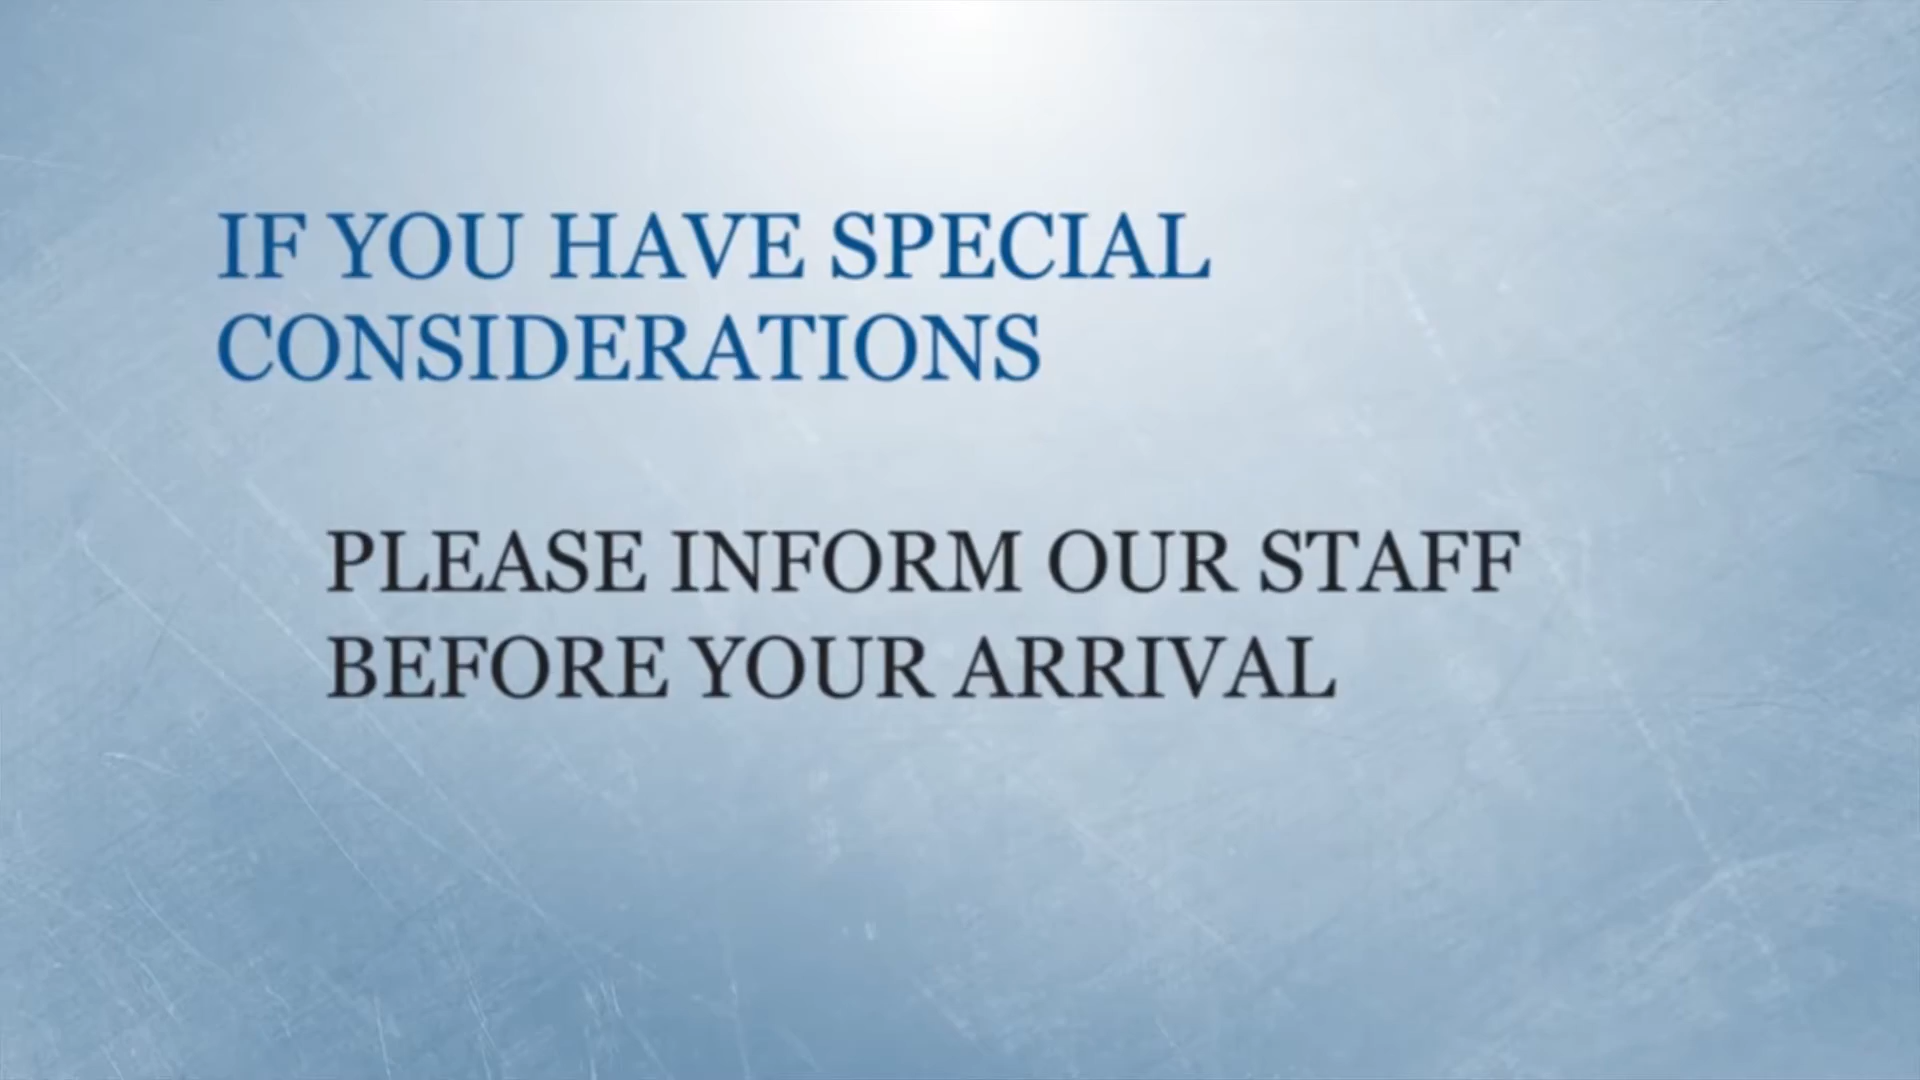 IF YOU HAVE SPECIAL
CONSIDERATIONS
PLEASE INFORM OUR STAFF
BEFORE YOUR ARRIVAL